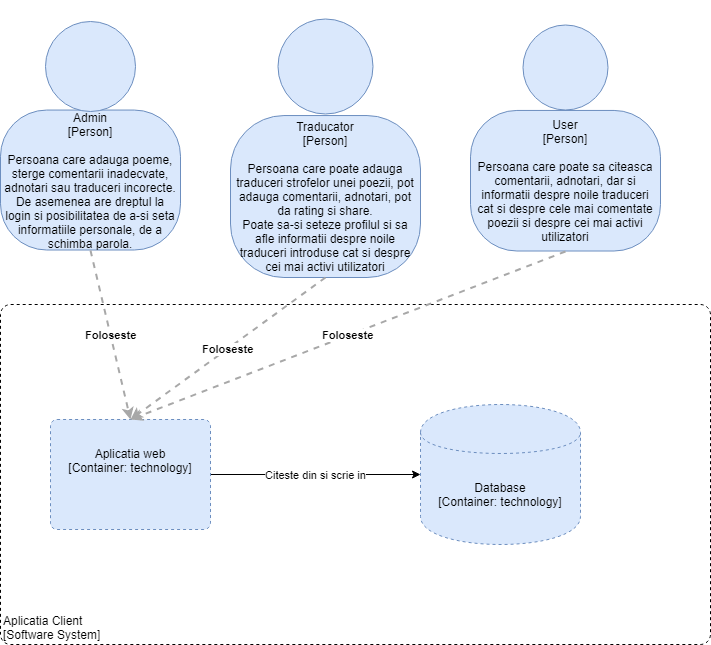 Admin
[Person]
Persoana care adauga poeme,
sterge comentarii inadecvate,
adnotari sau traduceri incorecte.
De asemenea are dreptul la
login si posibilitatea de a-si seta
informatiile personale, de a
schimba parola.
Traducator
[Person]
Persoana care poate adauga
traduceri strofelor unei poezii, pot
adauga comentarii, adnotari, pot
da rating si share.
Poate sa-si seteze profilul si sa
afle informatii despre noile
traduceri introduse cat si despre
cei mai activi utilizatori
User
[Person]
Persoana care poate sa citeasca
comentarii, adnotari, dar si
informatii despre noile traduceri
cat si despre cele mai comentate
poezii si despre cei mai activi
utilizatori
Foloseste
Foloseste
Foloseste
Aplicatia web
[Container: technology]
Citeste din si scrie in
Database
[Container: technology]
Aplicatia Client
[Software System]